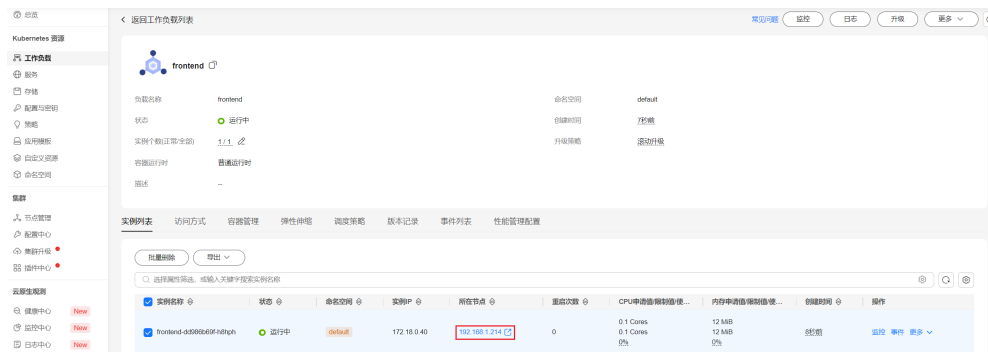 总览
Kubernetes 资源
工作负载
服务
存储
配置与密钥
策略
应用模板
自定义资源
命名空间
集群
节点管理
配置中心
集群升级
插件中心
云原生观测
健康中心 New
监控中心 New
日志中心 New
返回工作负载列表
常见问题 监控 日志 升级 更多
frontend
负载名称 frontend 命名空间 default
状态 运行中 创建时间 7秒前
实例个数(正常/全部) 1 / 1 升级策略 滚动升级
容器运行时 普通运行时
描述 --
实例列表 访问方式 容器管理 弹性伸缩 调度策略 版本记录 事件列表 性能管理配置
批量删除 导出
选择属性筛选，或输入关键字搜索实例名称
实例名称 状态 命名空间 实例IP 所在节点 重启次数 CPU申请值/限制值/使... 内存申请值/限制值/使... 创建时间 操作
frontend-dd986b69f-h8hph 运行中 default 172.18.0.40 192.168.1.214 0 0.1 Cores 12 MiB 8秒前 监控 事件 更多
0.1 Cores 12 MiB
0% 0%